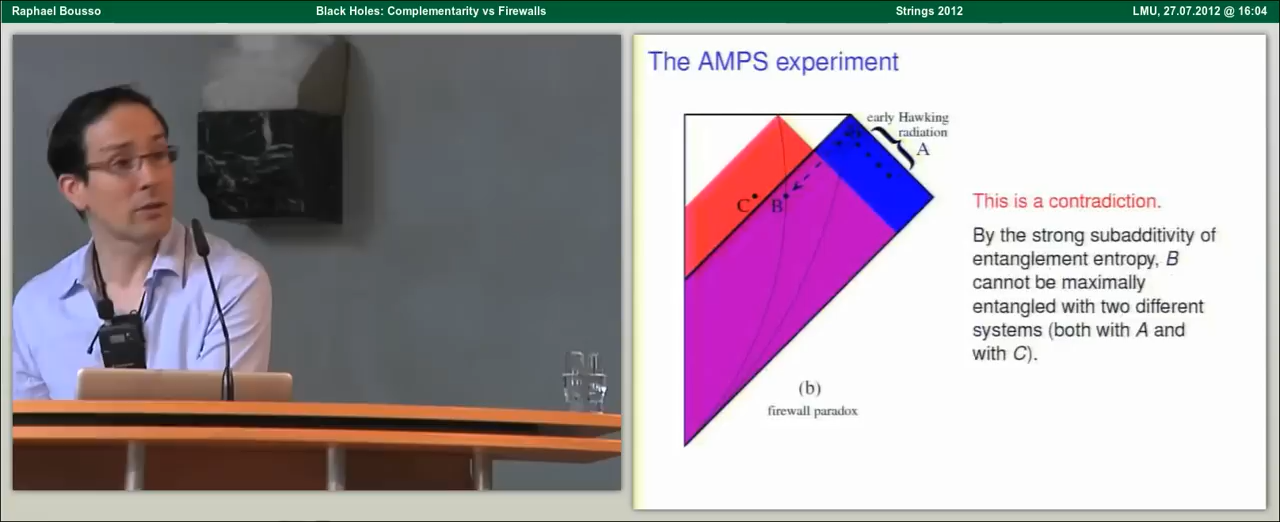 Raphael Bousso Black Holes: Complementarity vs Firewalls Strings 2012 LMU, 27.07.2012 @ 16:04
The AMPS experiment
early Hawking
radiation
A
C
B
(b)
firewall paradox
This is a contradiction.
By the strong subadditivity of
entanglement entropy, B
cannot be maximally
entangled with two different
systems (both with A and
with C).